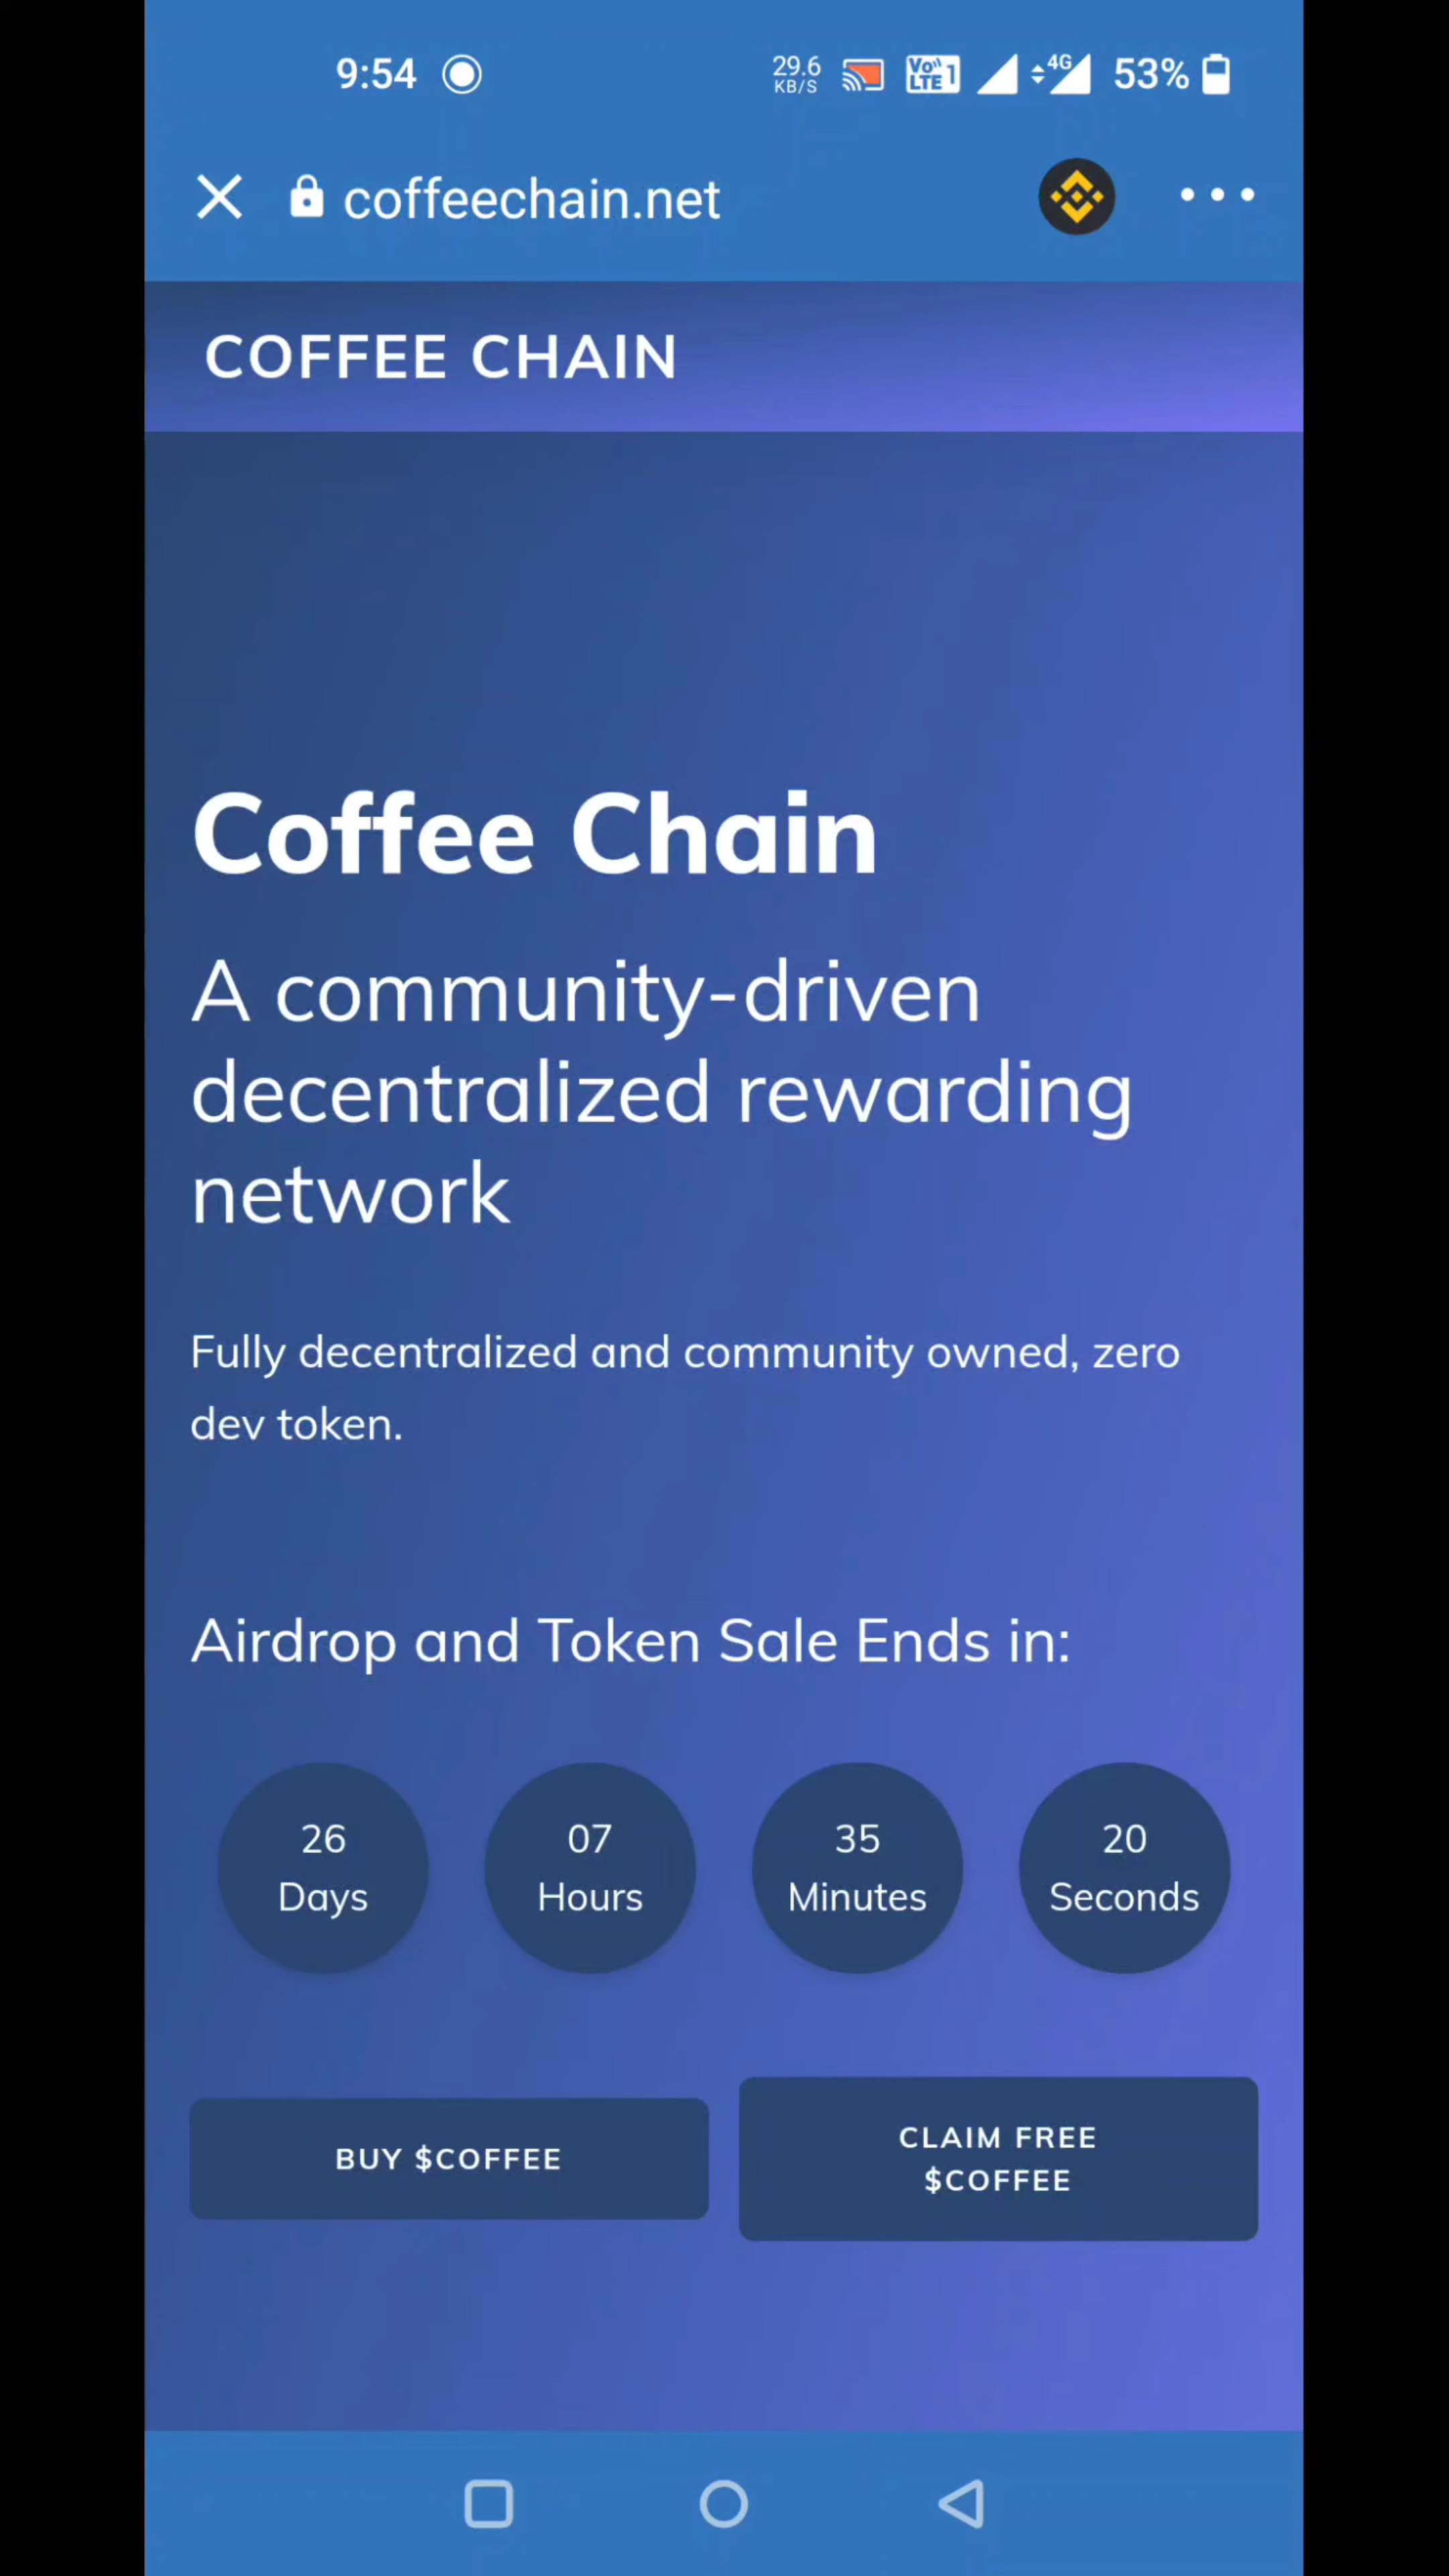 9:54 29.6 KB/S VoLTE 1 4G 53%
coffeechain.net
COFFEE CHAIN
Coffee Chain
A community-driven
decentralized rewarding
network
Fully decentralized and community owned, zero
dev token.
Airdrop and Token Sale Ends in:
26 07 35 20
Days Hours Minutes Seconds
BUY $COFFEE
CLAIM FREE
$COFFEE